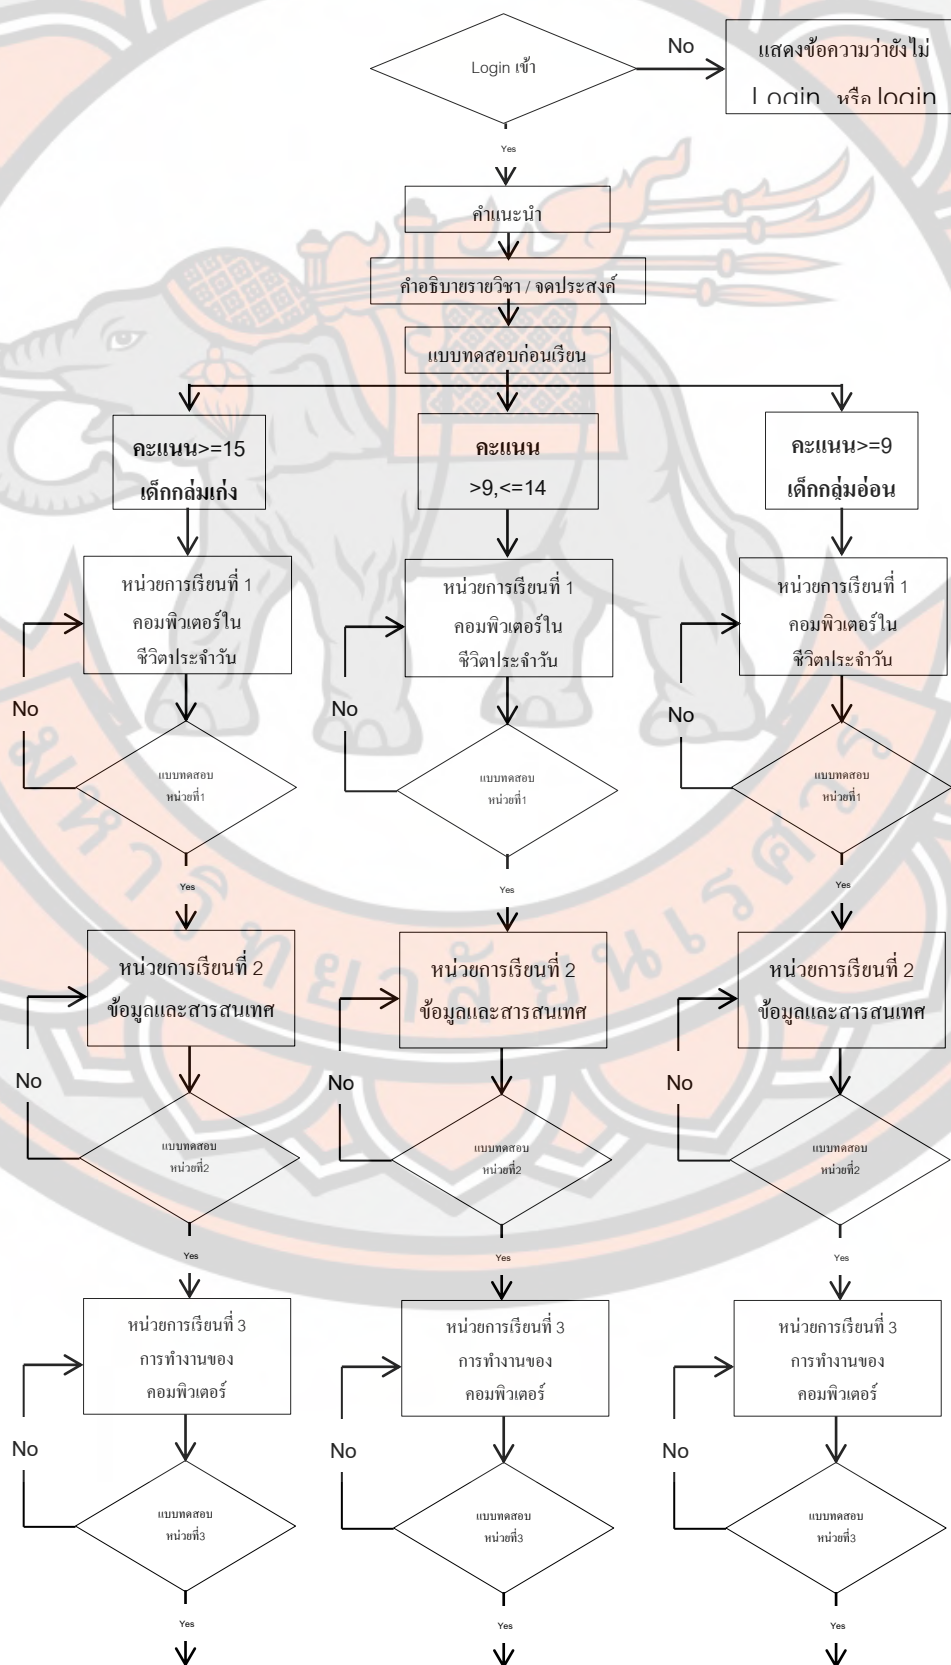 Login เข้า
No
แสดงข้อความว่ายังไม่
Login หรือ login
Yes
คำแนะนำ
คำอธิบายรายวิชา / จดประสงค์
แบบทดสอบก่อนเรียน
คะแนน>=15
เด็กกลุ่มเก่ง
คะแนน
>9,<=14
คะแนน>=9
เด็กกลุ่มอ่อน
หน่วยการเรียนที่ 1
คอมพิวเตอร์ใน
ชีวิตประจำวัน
หน่วยการเรียนที่ 1
คอมพิวเตอร์ใน
ชีวิตประจำวัน
หน่วยการเรียนที่ 1
คอมพิวเตอร์ใน
ชีวิตประจำวัน
No
No
No
แบบทดสอบ
หน่วยที่1
แบบทดสอบ
หน่วยที่1
แบบทดสอบ
หน่วยที่1
Yes
Yes
Yes
มหาวิทยาลัยนเรศวร
หน่วยการเรียนที่ 2
ข้อมูลและสารสนเทศ
หน่วยการเรียนที่ 2
ข้อมูลและสารสนเทศ
หน่วยการเรียนที่ 2
ข้อมูลและสารสนเทศ
No
No
No
แบบทดสอบ
หน่วยที่2
แบบทดสอบ
หน่วยที่2
แบบทดสอบ
หน่วยที่2
Yes
Yes
Yes
หน่วยการเรียนที่ 3
การทำงานของ
คอมพิวเตอร์
หน่วยการเรียนที่ 3
การทำงานของ
คอมพิวเตอร์
หน่วยการเรียนที่ 3
การทำงานของ
คอมพิวเตอร์
No
No
No
แบบทดสอบ
หน่วยที่3
แบบทดสอบ
หน่วยที่3
แบบทดสอบ
หน่วยที่3
Yes
Yes
Yes